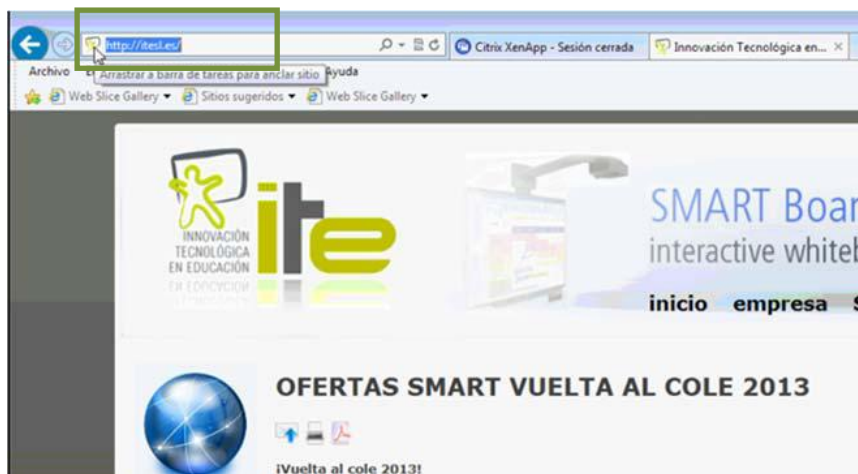 http://itesl.es/
Citrix XenApp - Sesión cerrada
Innovación Tecnológica en...
Archivo
Arrastrar a barra de tareas para anclar sitio
Ayuda
Web Slice Gallery
Sitios sugeridos
Web Slice Gallery
INNOVACIÓN
TECNOLÓGICA
EN EDUCACIÓN
ite
SMART Boar
interactive whiteb
inicio empresa S
OFERTAS SMART VUELTA AL COLE 2013
¡Vuelta al cole 2013!